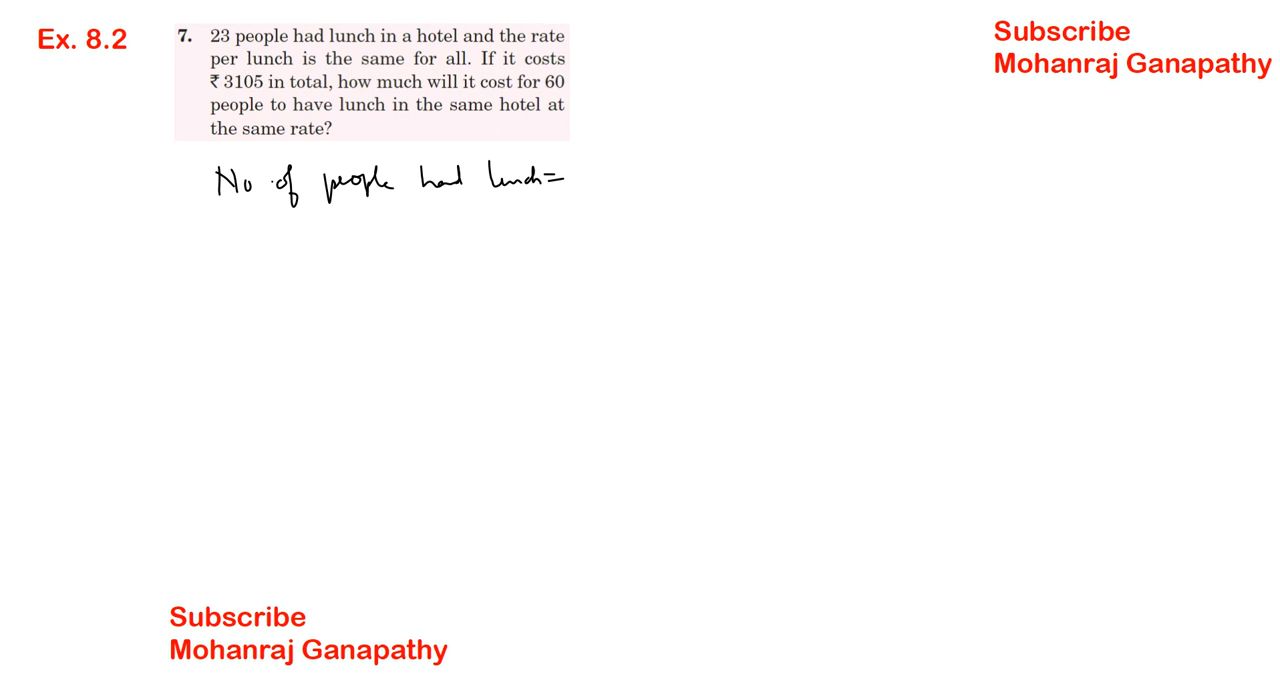 Ex. 8.2
7. 23 people had lunch in a hotel and the rate
per lunch is the same for all. If it costs
₹ 3105 in total, how much will it cost for 60
people to have lunch in the same hotel at
the same rate?
No of people had lunch=
Subscribe
Mohanraj Ganapathy
Subscribe
Mohanraj Ganapathy